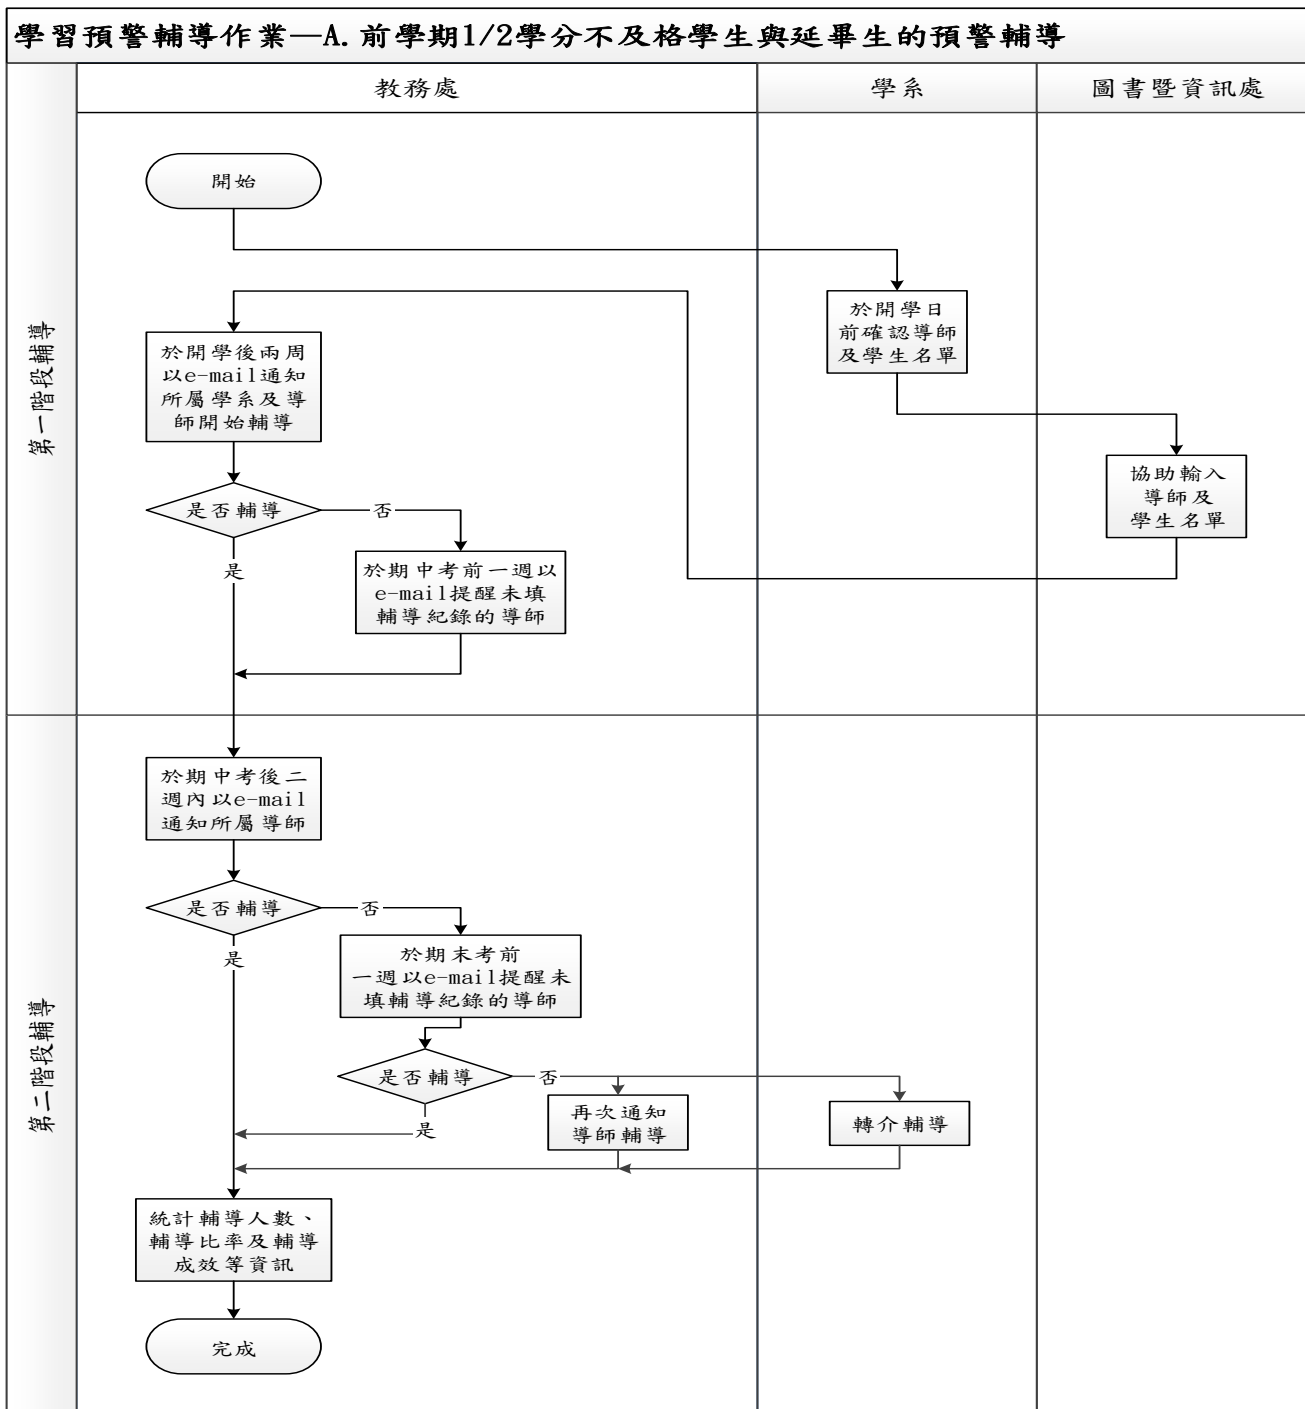 學習預警輔導作業—A.前學期1/2學分不及格學生與延畢生的預警輔導
教務處
學系
圖書暨資訊處
第一階段輔導
開始
於開學日
前確認導師
及學生名單
協助輸入
導師及
學生名單
於開學後兩周
以e-mail通知
所屬學系及導
師開始輔導
是否輔導
否
是
於期中考前一週以
e-mail提醒未填
輔導紀錄的導師
第二階段輔導
於期中考後二
週內以e-mail
通知所屬導師
是否輔導
否
是
於期末考前
一週以e-mail提醒未
填輔導紀錄的導師
是否輔導
否
是
再次通知
導師輔導
轉介輔導
統計輔導人數、
輔導比率及輔導
成效等資訊
完成